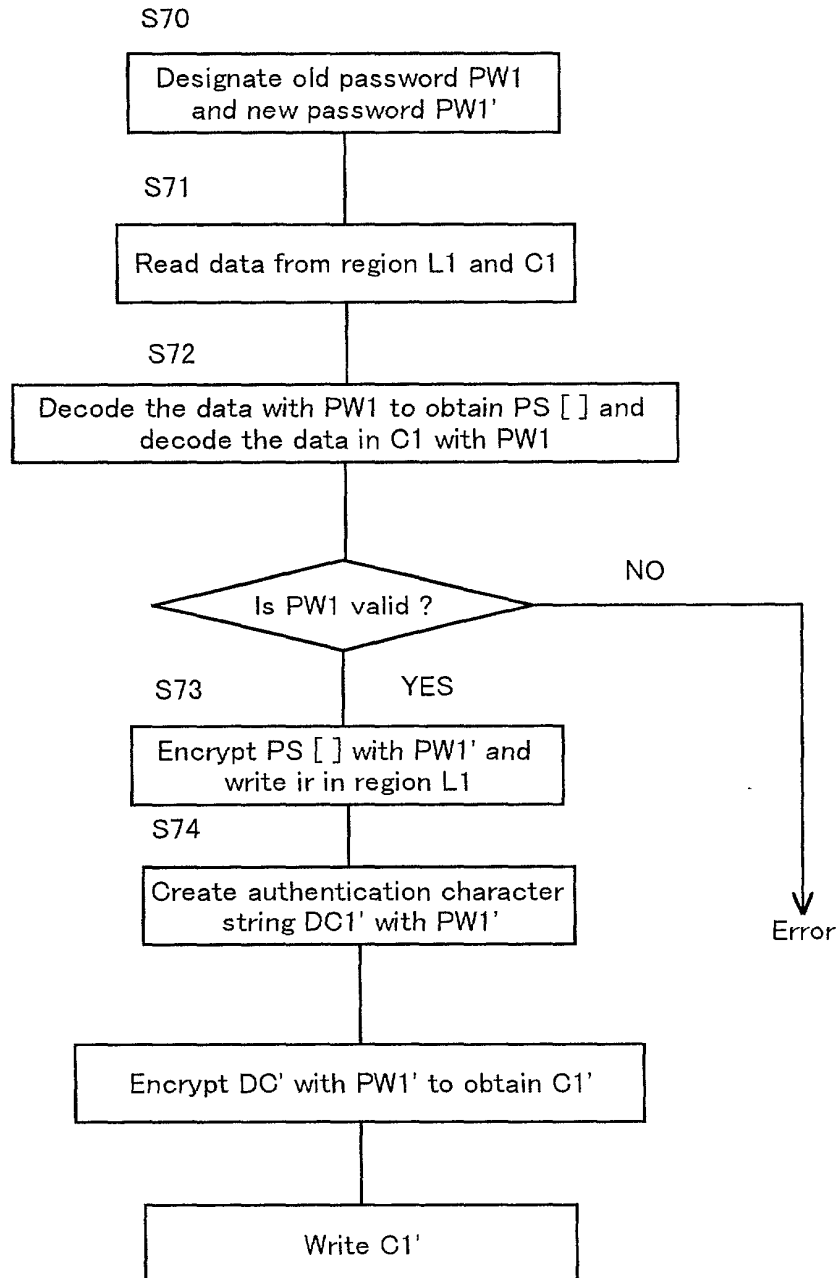 S70
Designate old password PW1
and new password PW1'
S71
Read data from region L1 and C1
S72
Decode the data with PW1 to obtain PS [ ] and
decode the data in C1 with PW1
Is PW1 valid ?
NO
YES
S73
Encrypt PS [ ] with PW1' and
write ir in region L1
S74
Create authentication character
string DC1' with PW1'
Error
Encrypt DC' with PW1' to obtain C1'
Write C1'